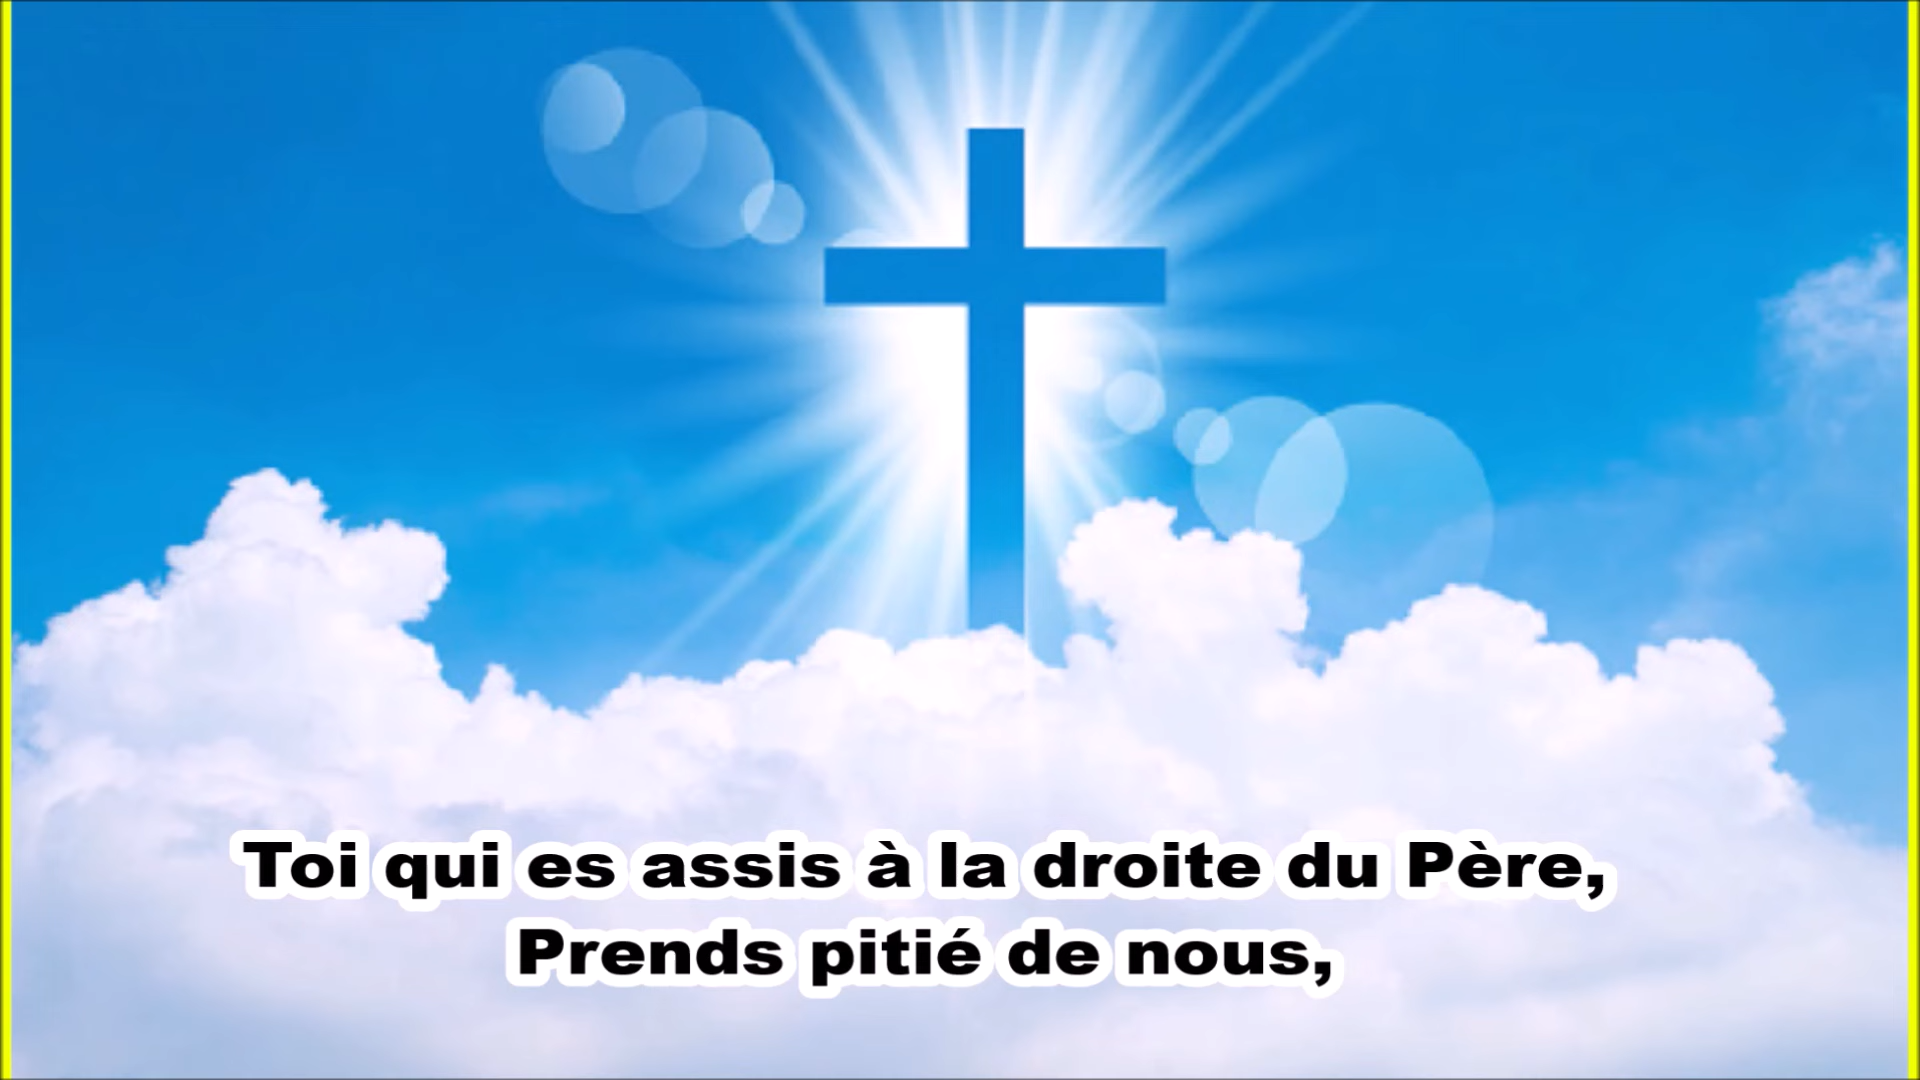 Toi qui es assis à la droite du Père,
Prends pitié de nous,